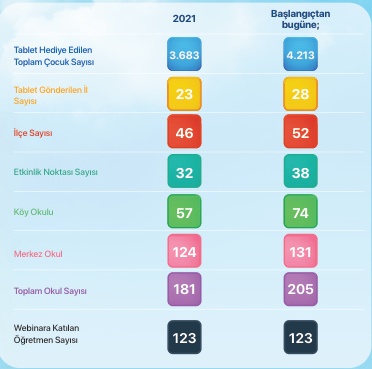 2021
Başlangıçtan
bugüne;
Tablet Hediye Edilen
Toplam Çocuk Sayısı
3.683
4.213
Tablet Gönderilen İl
Sayısı
23
28
İlçe Sayısı
46
52
Etkinlik Noktası Sayısı
32
38
Köy Okulu
57
74
Merkez Okul
124
131
Toplam Okul Sayısı
181
205
Webinara Katılan
Öğretmen Sayısı
123
123